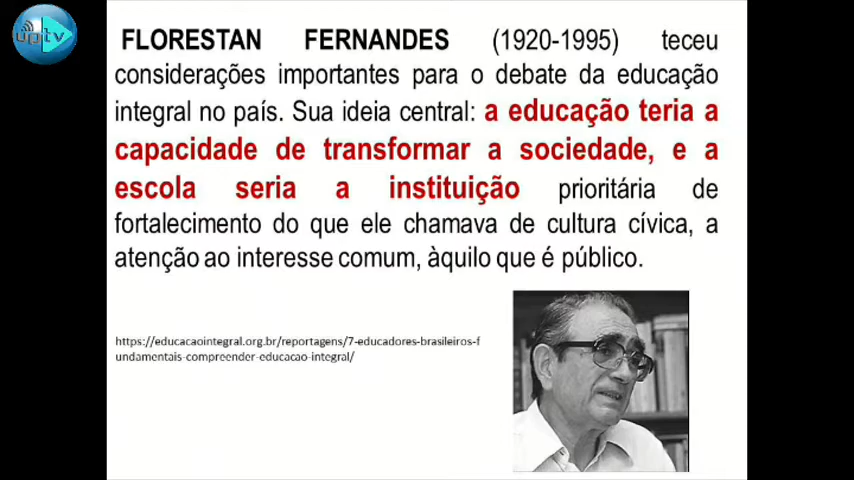 uptv
FLORESTAN FERNANDES (1920-1995) teceu
considerações importantes para o debate da educação
integral no país. Sua ideia central: a educação teria a
capacidade de transformar a sociedade, e a
escola seria a instituição prioritária de
fortalecimento do que ele chamava de cultura cívica, a
atenção ao interesse comum, àquilo que é público.
https://educacaointegral.org.br/reportagens/7-educadores-brasileiros-f
undamentais-compreender-educacao-integral/